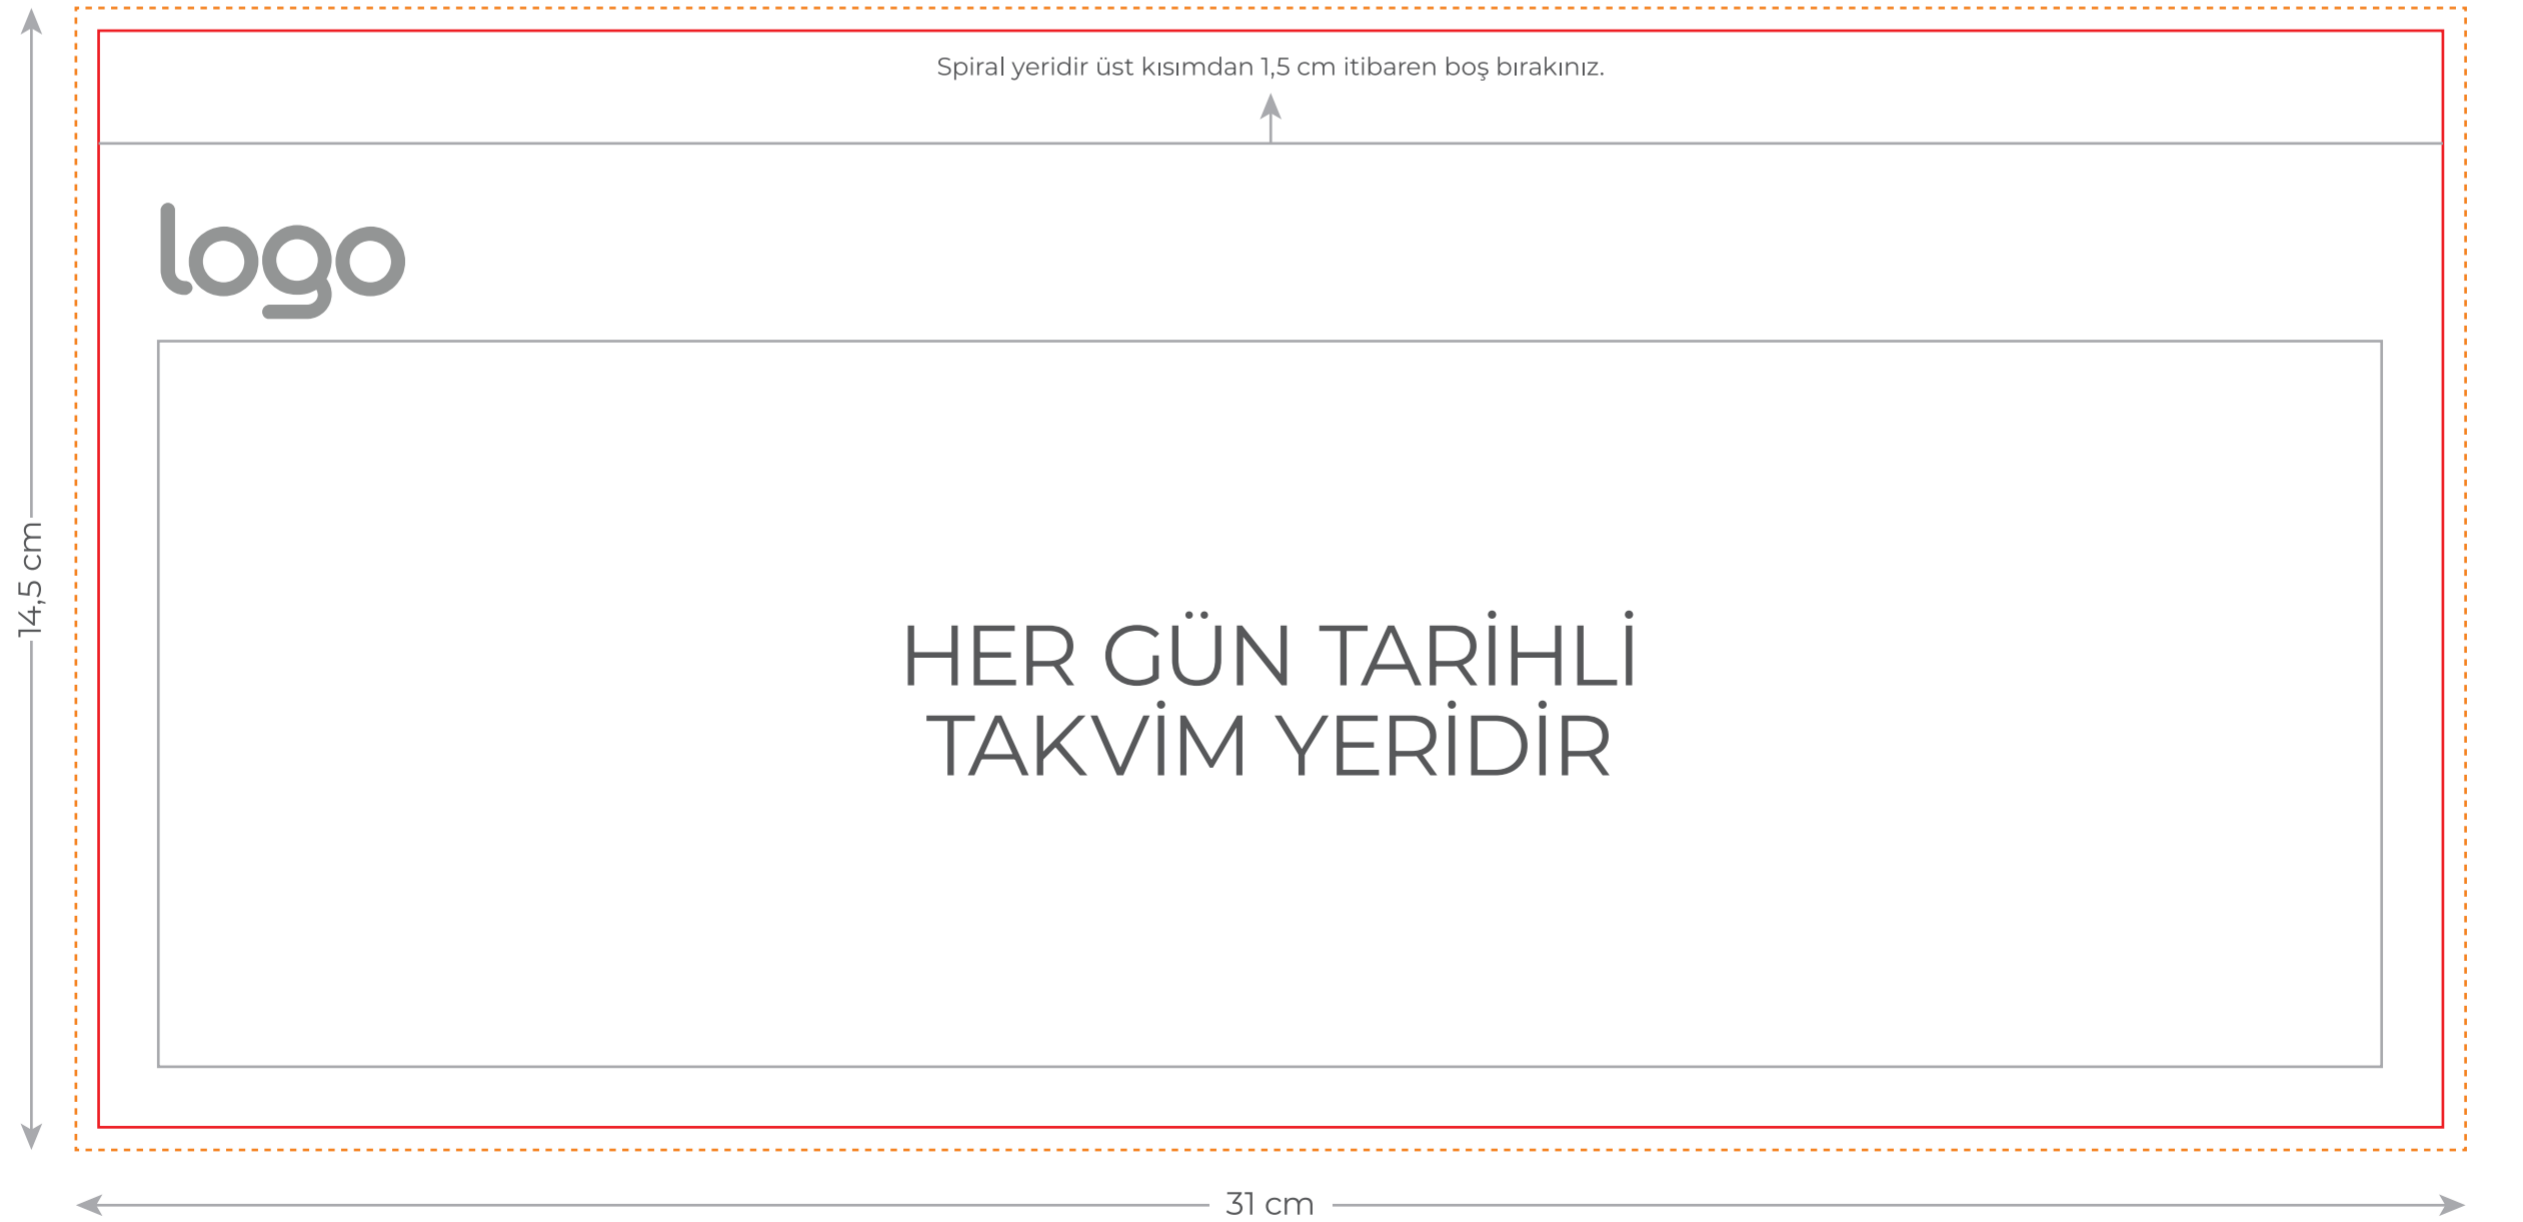 Spiral yeridir üst kısımdan 1,5 cm itibaren boş bırakınız.
logo
14,5 cm
HER GÜN TARİHLİ
TAKVİM YERİDİR
31 cm